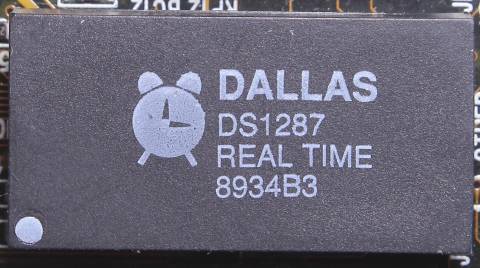 DALLAS
DS1287
REAL TIME
8934B3